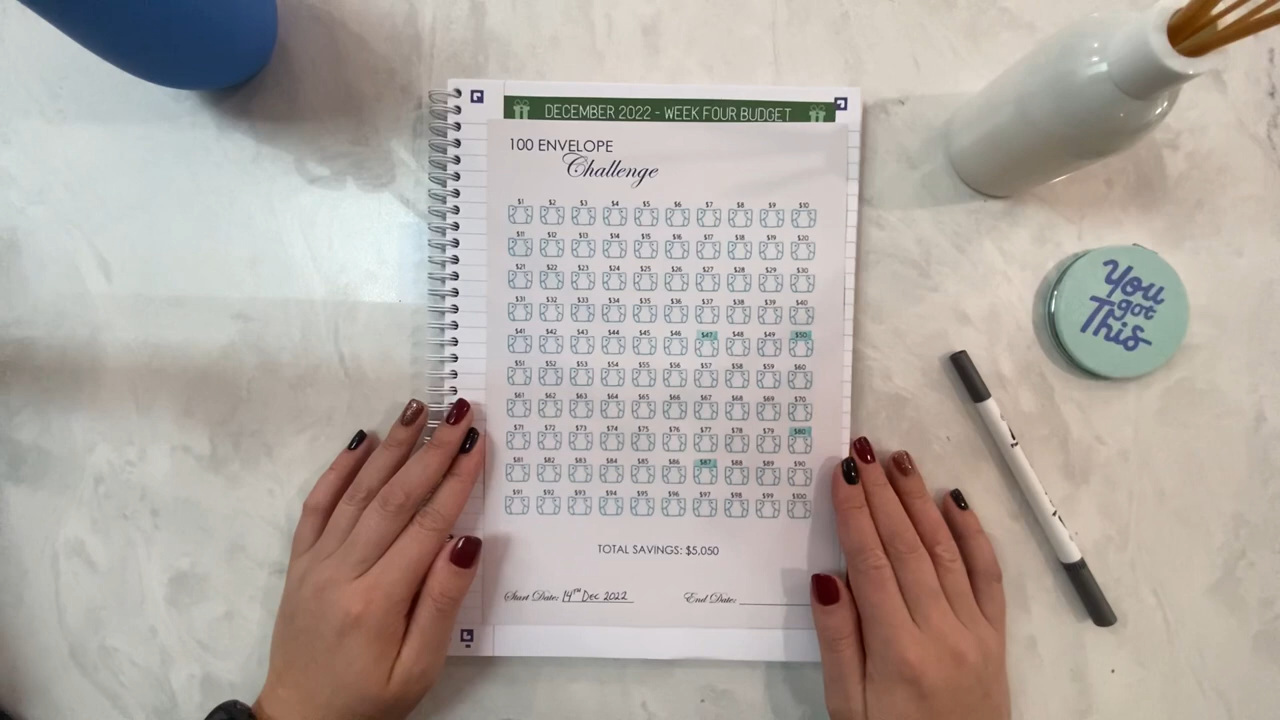 DECEMBER 2022 - WEEK FOUR BUDGET
100 ENVELOPE
Challenge
$1 $2 $3 $4 $5 $6 $7 $8 $9 $10
$11 $12 $13 $14 $15 $16 $17 $18 $19 $20
$21 $22 $23 $24 $25 $26 $27 $28 $29 $30
$31 $32 $33 $34 $35 $36 $37 $38 $39 $40
$41 $42 $43 $44 $45 $46 $47 $48 $49 $50
$51 $52 $53 $54 $55 $56 $57 $58 $59 $60
$61 $62 $63 $64 $65 $66 $67 $68 $69 $70
$71 $72 $73 $74 $75 $76 $77 $78 $79 $80
$81 $82 $83 $84 $85 $86 $87 $88 $89 $90
$91 $92 $93 $94 $95 $96 $97 $98 $99 $100
TOTAL SAVINGS: $5,050
Start Date: 14TH DEC 2022 End Date:
You
got
This